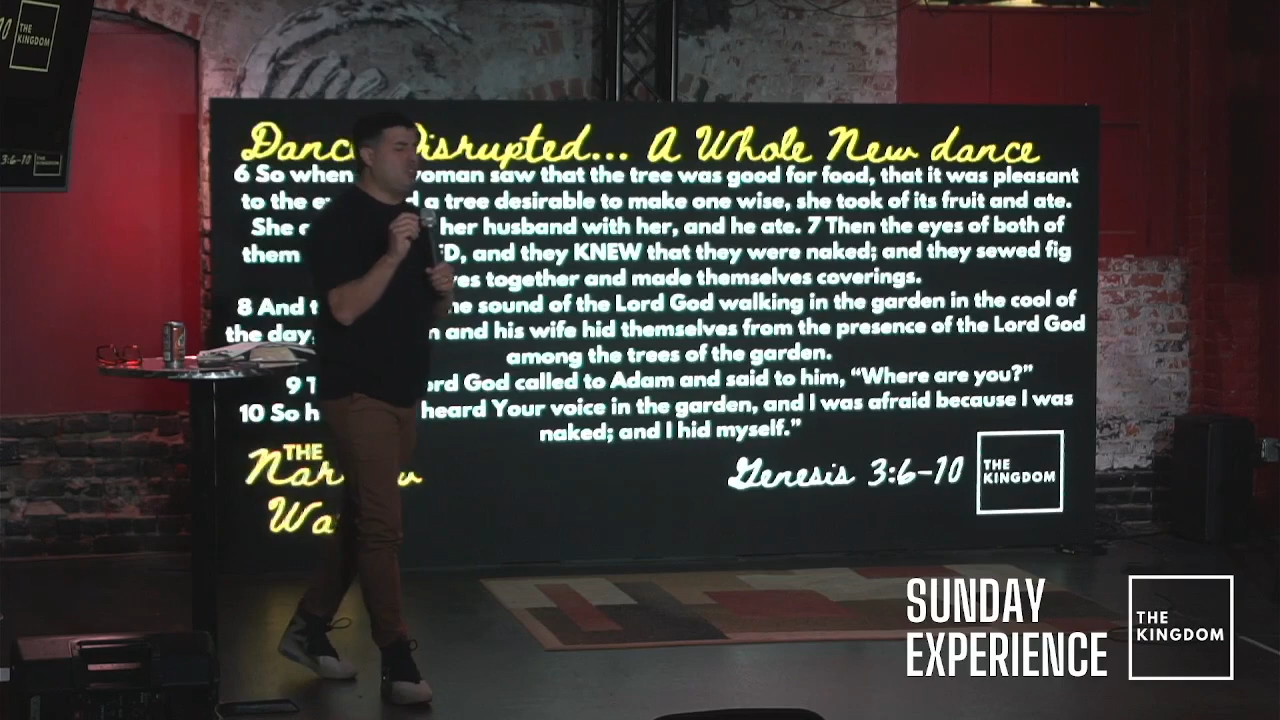 THE
KINGDOM
3:6-10
Danc Disrupted... A Whole New dance
6 So when woman saw that the tree was good for food, that it was pleasant
to the a tree desirable to make one wise, she took of its fruit and ate.
She her husband with her, and he ate. 7 Then the eyes of both of
them and they KNEW that they were naked; and they sewed fig
together and made themselves coverings.
8 And sound of the Lord God walking in the garden in the cool of
the day, and his wife hid themselves from the presence of the Lord God
among the trees of the garden.
9 God called to Adam and said to him, “Where are you?”
10 So heard Your voice in the garden, and I was afraid because I was
naked; and I hid myself.”
THE
Genesis 3:6-10
THE
KINGDOM
SUNDAY
EXPERIENCE
THE
KINGDOM